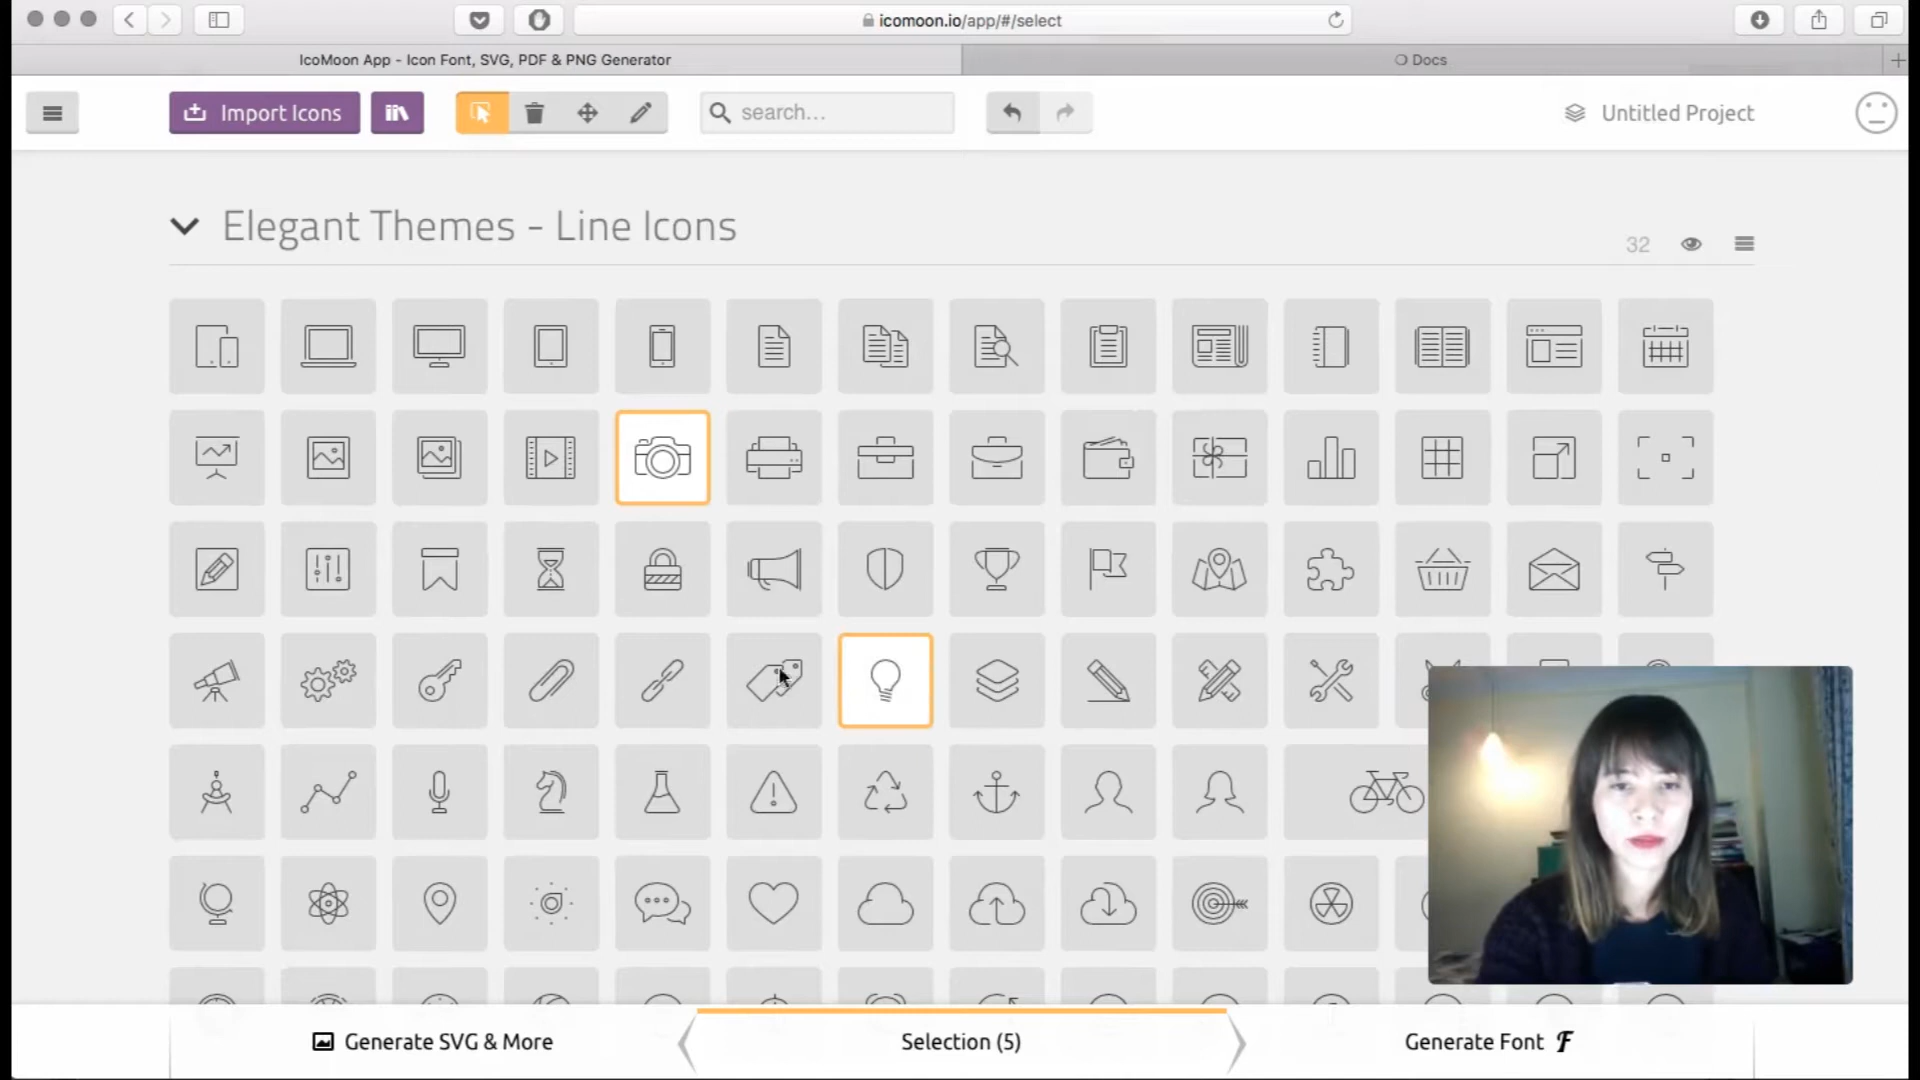 icomoon.io/app/#/select
IcoMoon App - Icon Font, SVG, PDF & PNG Generator
Docs
Import Icons
search...
Untitled Project
Elegant Themes - Line Icons
32
Generate SVG & More
Selection (5)
Generate Font